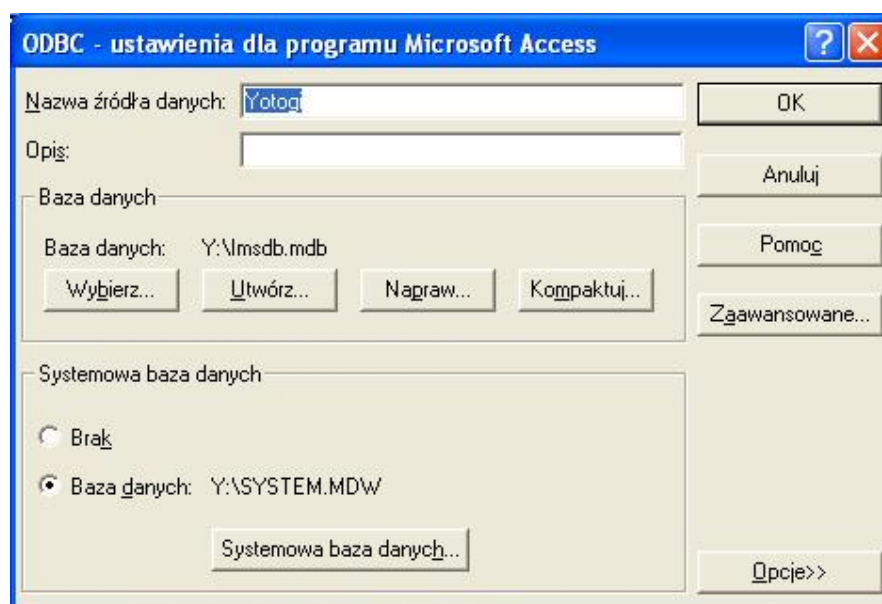 ODBC - ustawienia dla programu Microsoft Access
Nazwa źródła danych: Yotogi
OK
Opis:
Anuluj
Baza danych
Baza danych: Y:\lmsdb.mdb
Pomoc
Wybierz... Utwórz... Napraw... Kompaktuj...
Zaawansowane...
Systemowa baza danych
Brak
Baza danych: Y:\SYSTEM.MDW
Systemowa baza danych...
Opcje>>